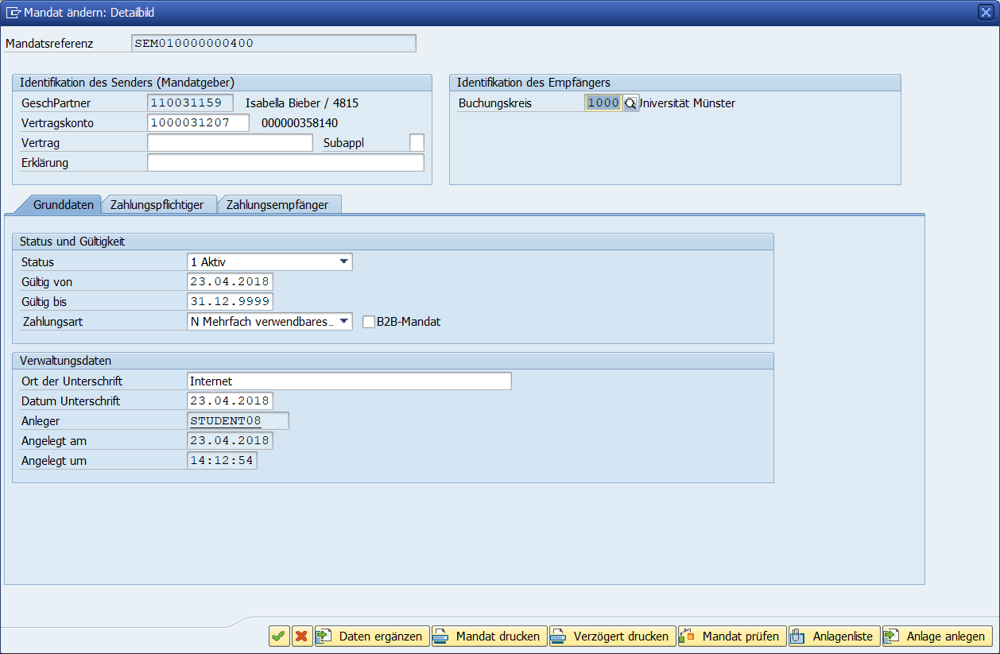 Mandat ändern: Detailbild
Mandatsreferenz SEM010000000400
Identifikation des Senders (Mandatgeber)
GeschPartner 110031159 Isabella Bieber / 4815
Vertragskonto 1000031207 000000358140
Vertrag Subappl
Erklärung
Identifikation des Empfängers
Buchungskreis 1000 Universität Münster
Grunddaten Zahlungspflichtiger Zahlungsempfänger
Status und Gültigkeit
Status 1 Aktiv
Gültig von 23.04.2018
Gültig bis 31.12.9999
Zahlungsart N Mehrfach verwendbares… B2B-Mandat
Verwaltungsdaten
Ort der Unterschrift Internet
Datum Unterschrift 23.04.2018
Anleger STUDENT08
Angelegt am 23.04.2018
Angelegt um 14:12:54
Daten ergänzen Mandat drucken Verzögert drucken Mandat prüfen Anlagenliste Anlage anlegen